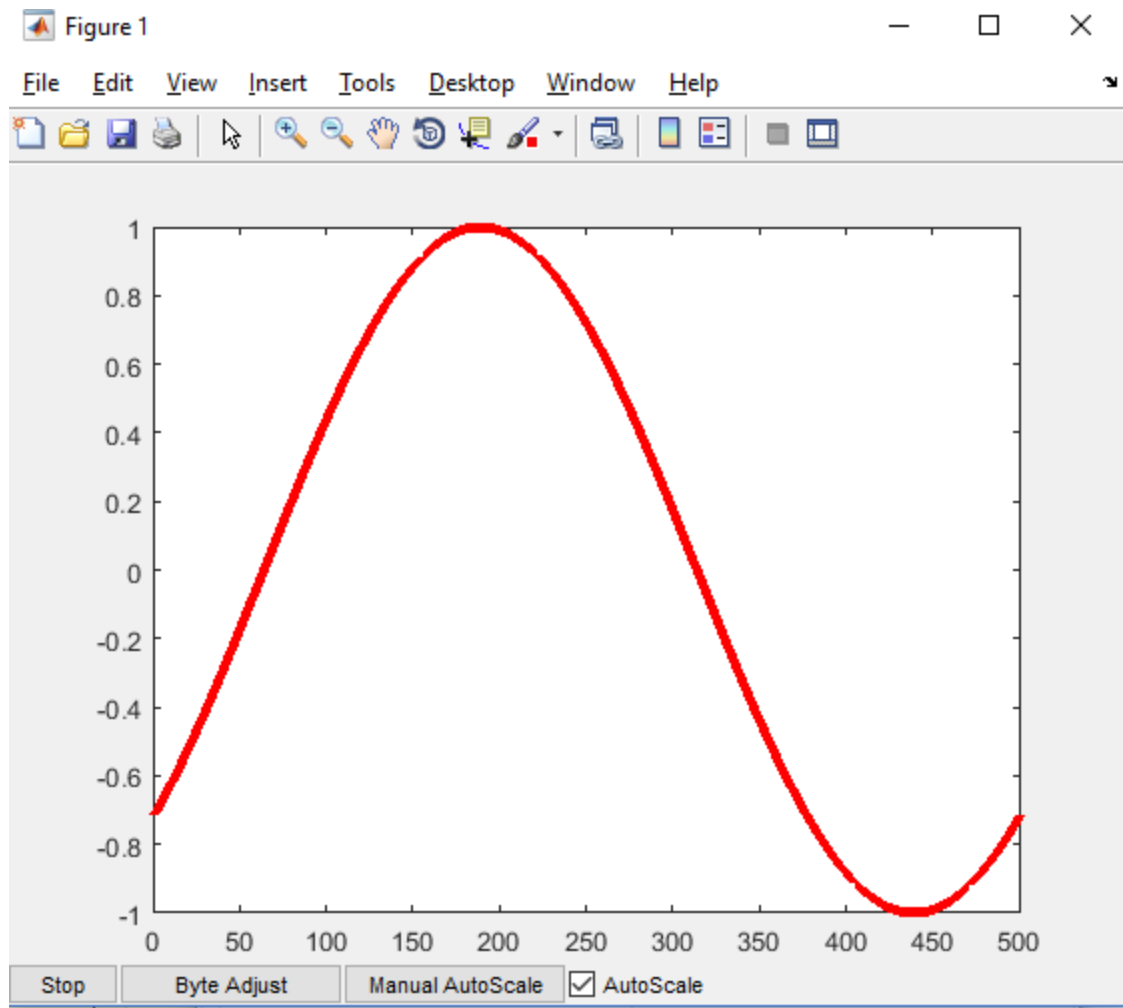 Figure 1
File Edit View Insert Tools Desktop Window Help
1
0.8
0.6
0.4
0.2
0
-0.2
-0.4
-0.6
-0.8
-1
0 50 100 150 200 250 300 350 400 450 500
Stop Byte Adjust Manual AutoScale AutoScale